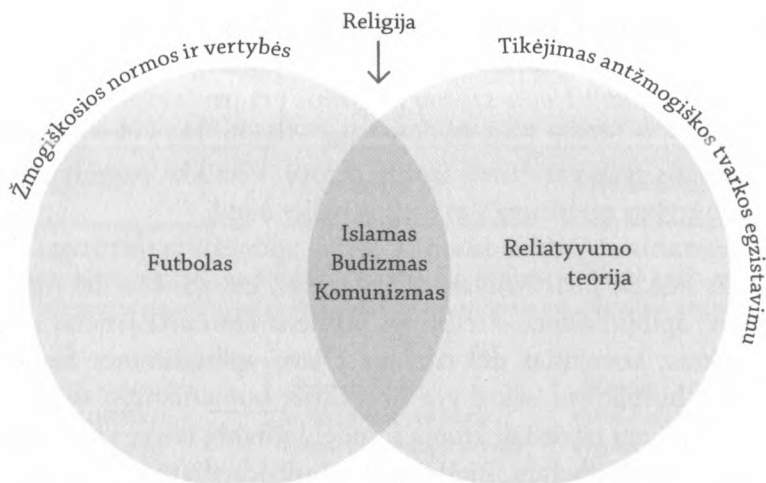 Religija
Žmogiškosios normos ir vertybės
Tikėjimas antžmogiškos tvarkos egzistavimu
Futbolas
Islamas
Budizmas
Komunizmas
Reliatyvumo
teorija